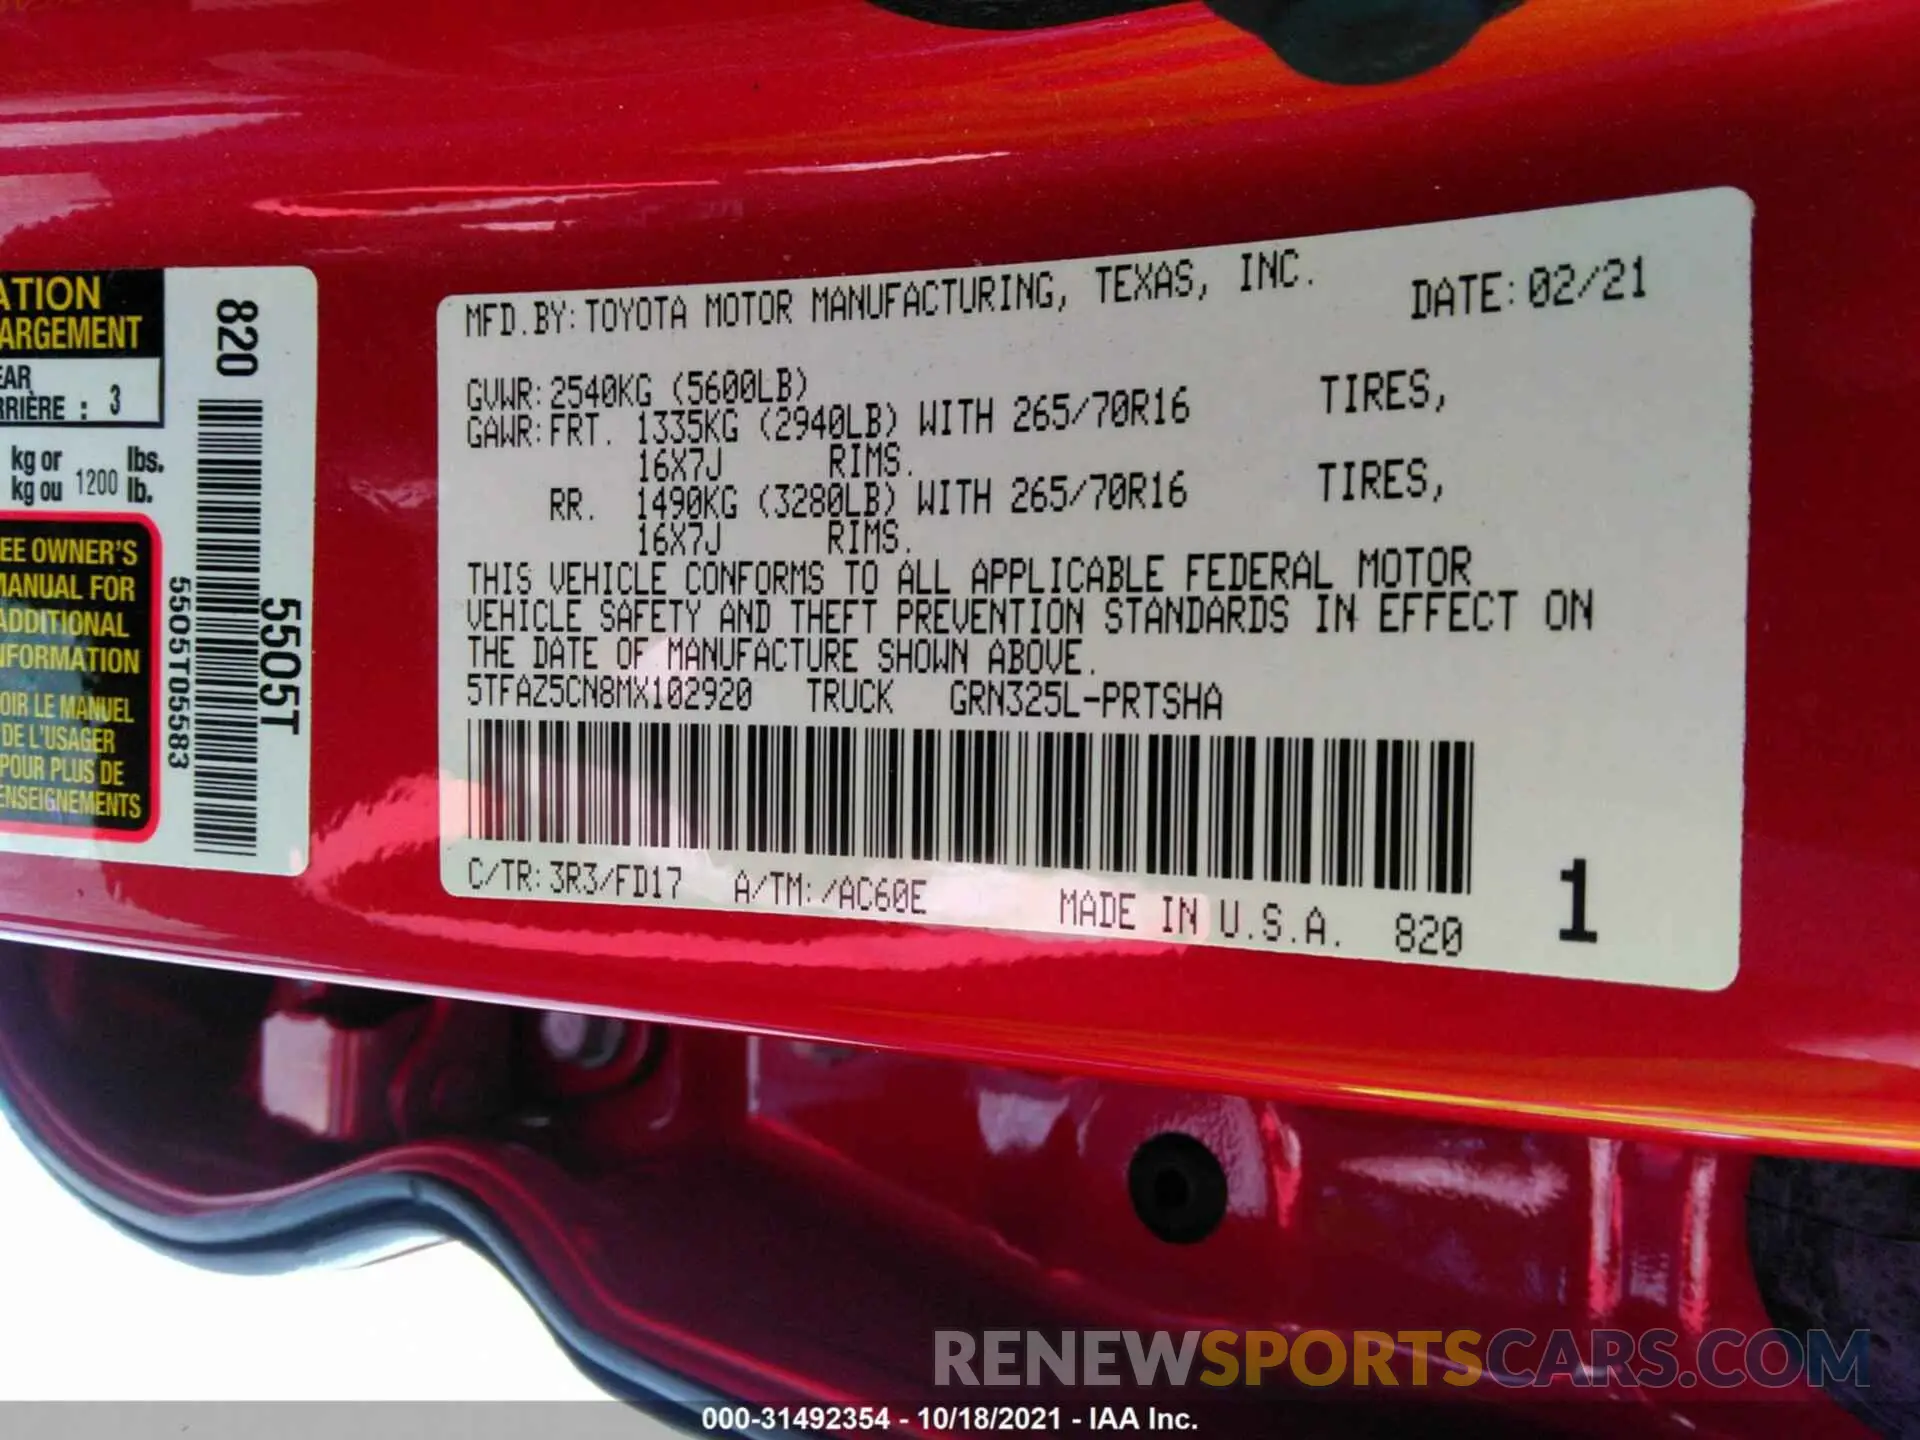 ATION
ARGEMENT
EAR
RRIÈRE : 3
kg or lbs.
kg ou 1200 lb.
EE OWNER'S
MANUAL FOR
ADDITIONAL
NFORMATION
OIR LE MANUEL
DE L'USAGER
POUR PLUS DE
ENSEIGNEMENTS
820
5505T05583
5505T
MFD.BY:TOYOTA MOTOR MANUFACTURING, TEXAS, INC. DATE:02/21
GVWR:2540KG (5600LB)
GAWR:FRT. 1335KG (2940LB) WITH 265/70R16 TIRES,
16X7J RIMS.
RR. 1490KG (3280LB) WITH 265/70R16 TIRES,
16X7J RIMS.
THIS VEHICLE CONFORMS TO ALL APPLICABLE FEDERAL MOTOR
VEHICLE SAFETY AND THEFT PREVENTION STANDARDS IN EFFECT ON
THE DATE OF MANUFACTURE SHOWN ABOVE.
5TFAZ5CN8MX102920 TRUCK GRN325L-PRTSHA
C/TR:3R3/FD17 A/TM:/AC60E MADE IN U.S.A. 820
1
RENEWSPORTSCARS.COM
000-31492354 - 10/18/2021 - IAA Inc.